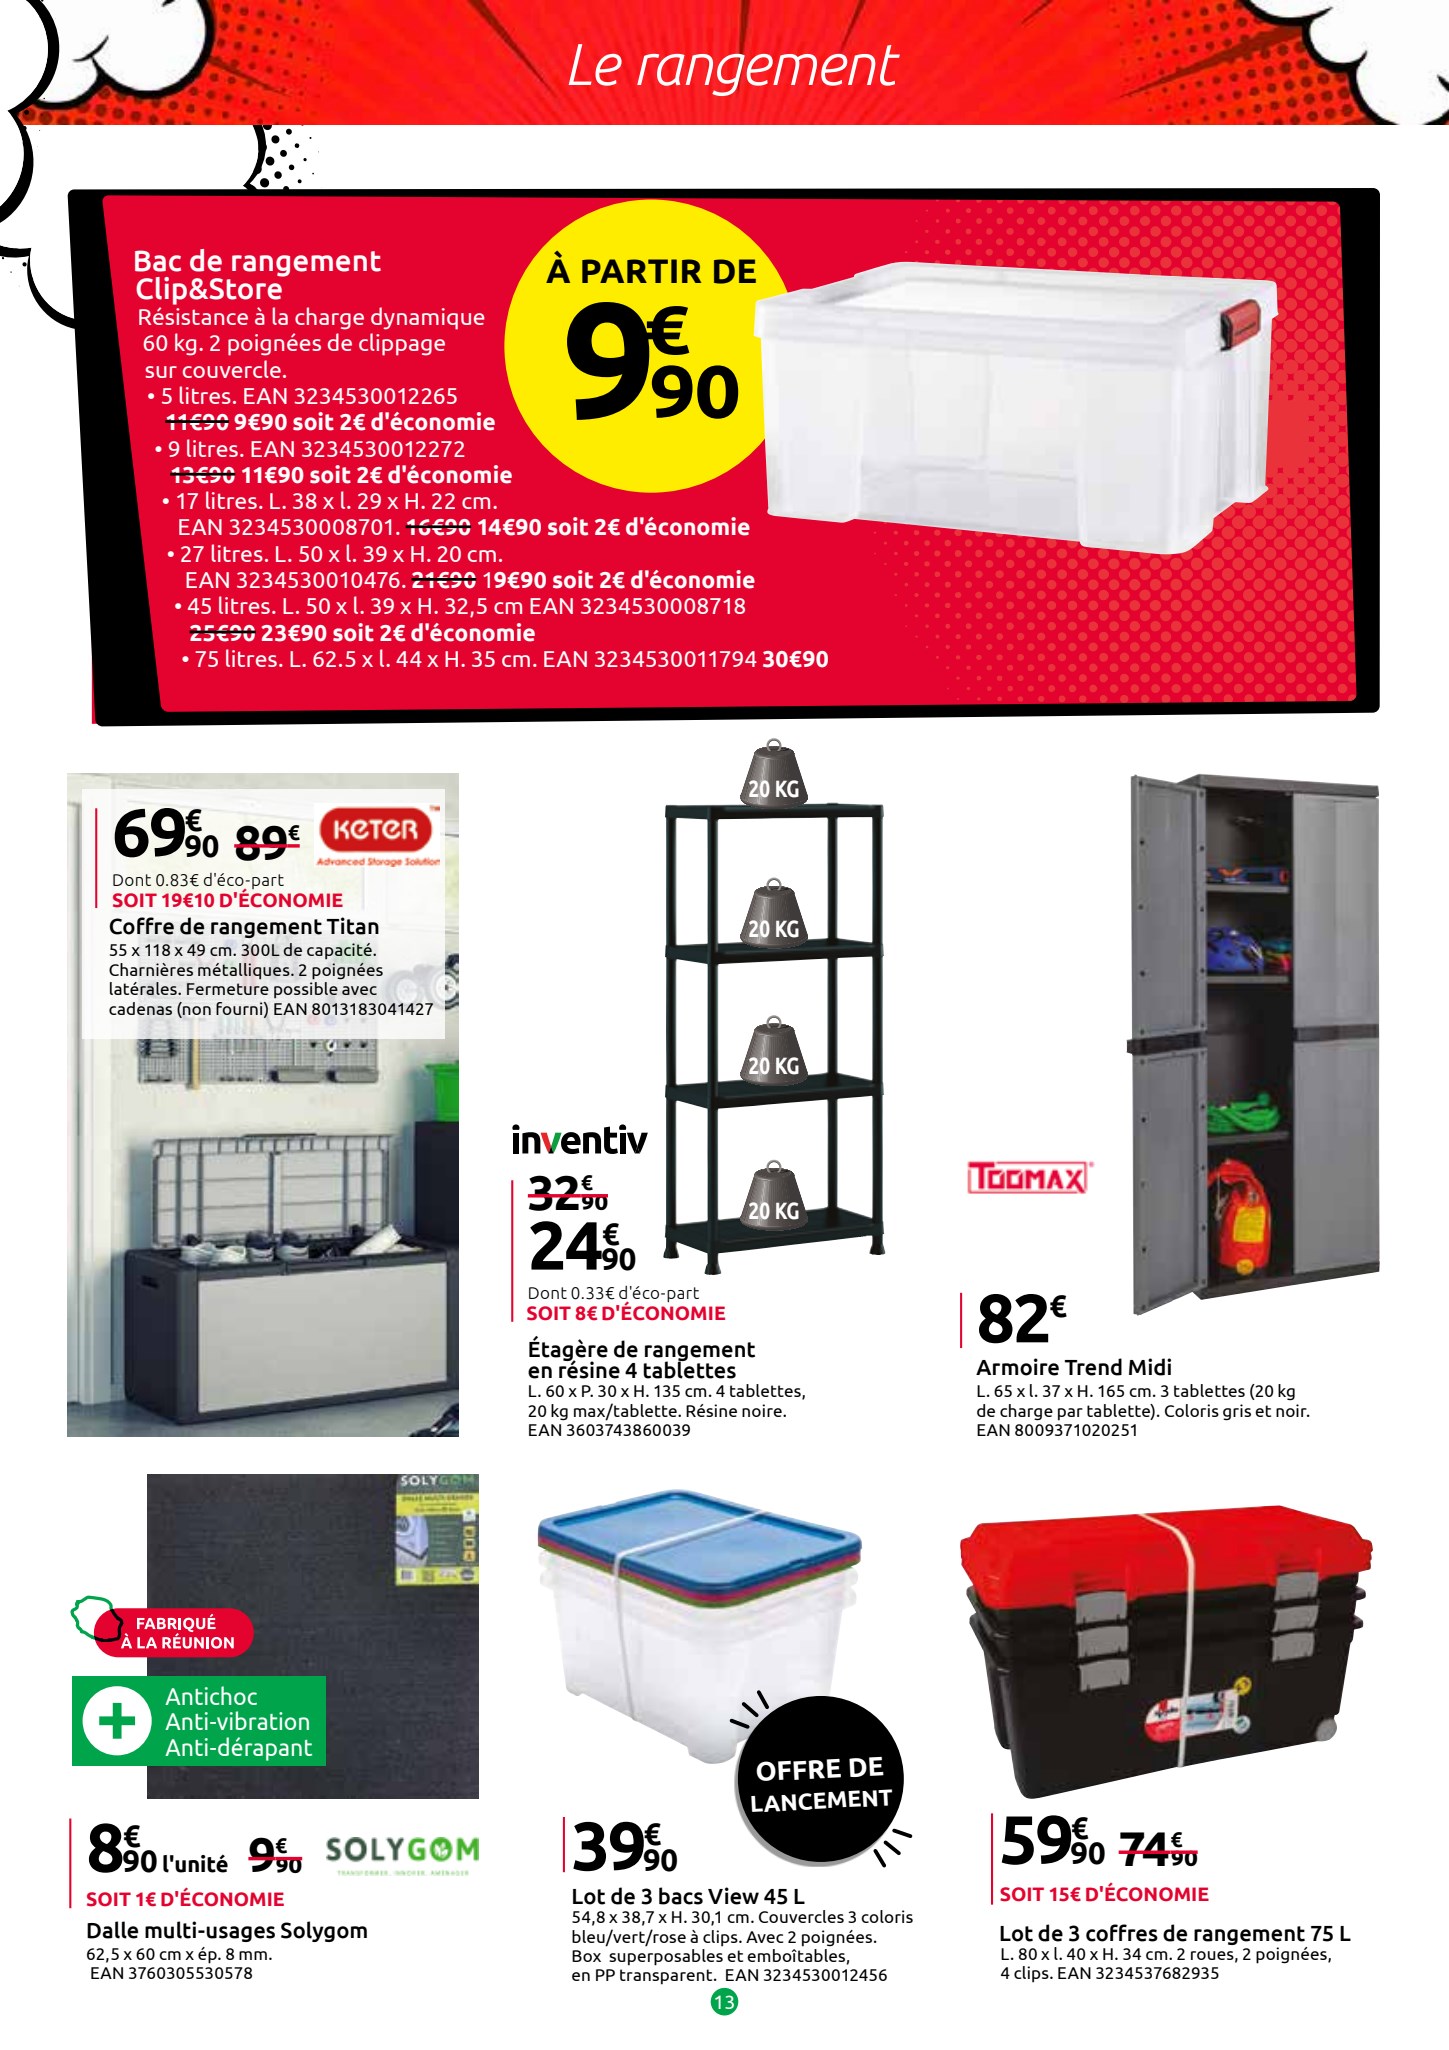 Le rangement
Bac de rangement
Clip&Store
Résistance à la charge dynamique
60 kg. 2 poignées de clippage
sur couvercle.
• 5 litres. EAN 3234530012265
11€90 9€90 soit 2€ d'économie
• 9 litres. EAN 3234530012272
13€90 11€90 soit 2€ d'économie
• 17 litres. L. 38 x l. 29 x H. 22 cm.
EAN 3234530008701. 16€90 14€90 soit 2€ d'économie
• 27 litres. L. 50 x l. 39 x H. 20 cm.
EAN 3234530010476. 21€90 19€90 soit 2€ d'économie
• 45 litres. L. 50 x l. 39 x H. 32,5 cm EAN 3234530008718
25€90 23€90 soit 2€ d'économie
• 75 litres. L. 62.5 x l. 44 x H. 35 cm. EAN 3234530011794 30€90
À PARTIR DE
9€90
69€90 89€
KETER
Advanced Storage Solution
Dont 0.83€ d'éco-part
SOIT 19€10 D'ÉCONOMIE
Coffre de rangement Titan
55 x 118 x 49 cm. 300L de capacité.
Charnières métalliques. 2 poignées
latérales. Fermeture possible avec
cadenas (non fourni) EAN 8013183041427
20 KG
20 KG
20 KG
20 KG
inventiv
32€90
24€90
Dont 0.33€ d'éco-part
SOIT 8€ D'ÉCONOMIE
Étagère de rangement
en résine 4 tablettes
L. 60 x P. 30 x H. 135 cm. 4 tablettes,
20 kg max/tablette. Résine noire.
EAN 3603743860039
TOOMAX
82€
Armoire Trend Midi
L. 65 x l. 37 x H. 165 cm. 3 tablettes (20 kg
de charge par tablette). Coloris gris et noir.
EAN 8009371020251
SOLYGOM
FABRIQUÉ
À LA RÉUNION
Antichoc
Anti-vibration
Anti-dérapant
8€90 l'unité 9€90
SOLYGOM
TRANSFORMER. INNOVER. AMÉNAGER
SOIT 1€ D'ÉCONOMIE
Dalle multi-usages Solygom
62,5 x 60 cm x ép. 8 mm.
EAN 3760305530578
OFFRE DE
LANCEMENT
39€90
Lot de 3 bacs View 45 L
54,8 x 38,7 x H. 30,1 cm. Couvercles 3 coloris
bleu/vert/rose à clips. Avec 2 poignées.
Box superposables et emboîtables,
en PP transparent. EAN 3234530012456
59€90 74€90
SOIT 15€ D'ÉCONOMIE
Lot de 3 coffres de rangement 75 L
L. 80 x l. 40 x H. 34 cm. 2 roues, 2 poignées,
4 clips. EAN 3234537682935
13